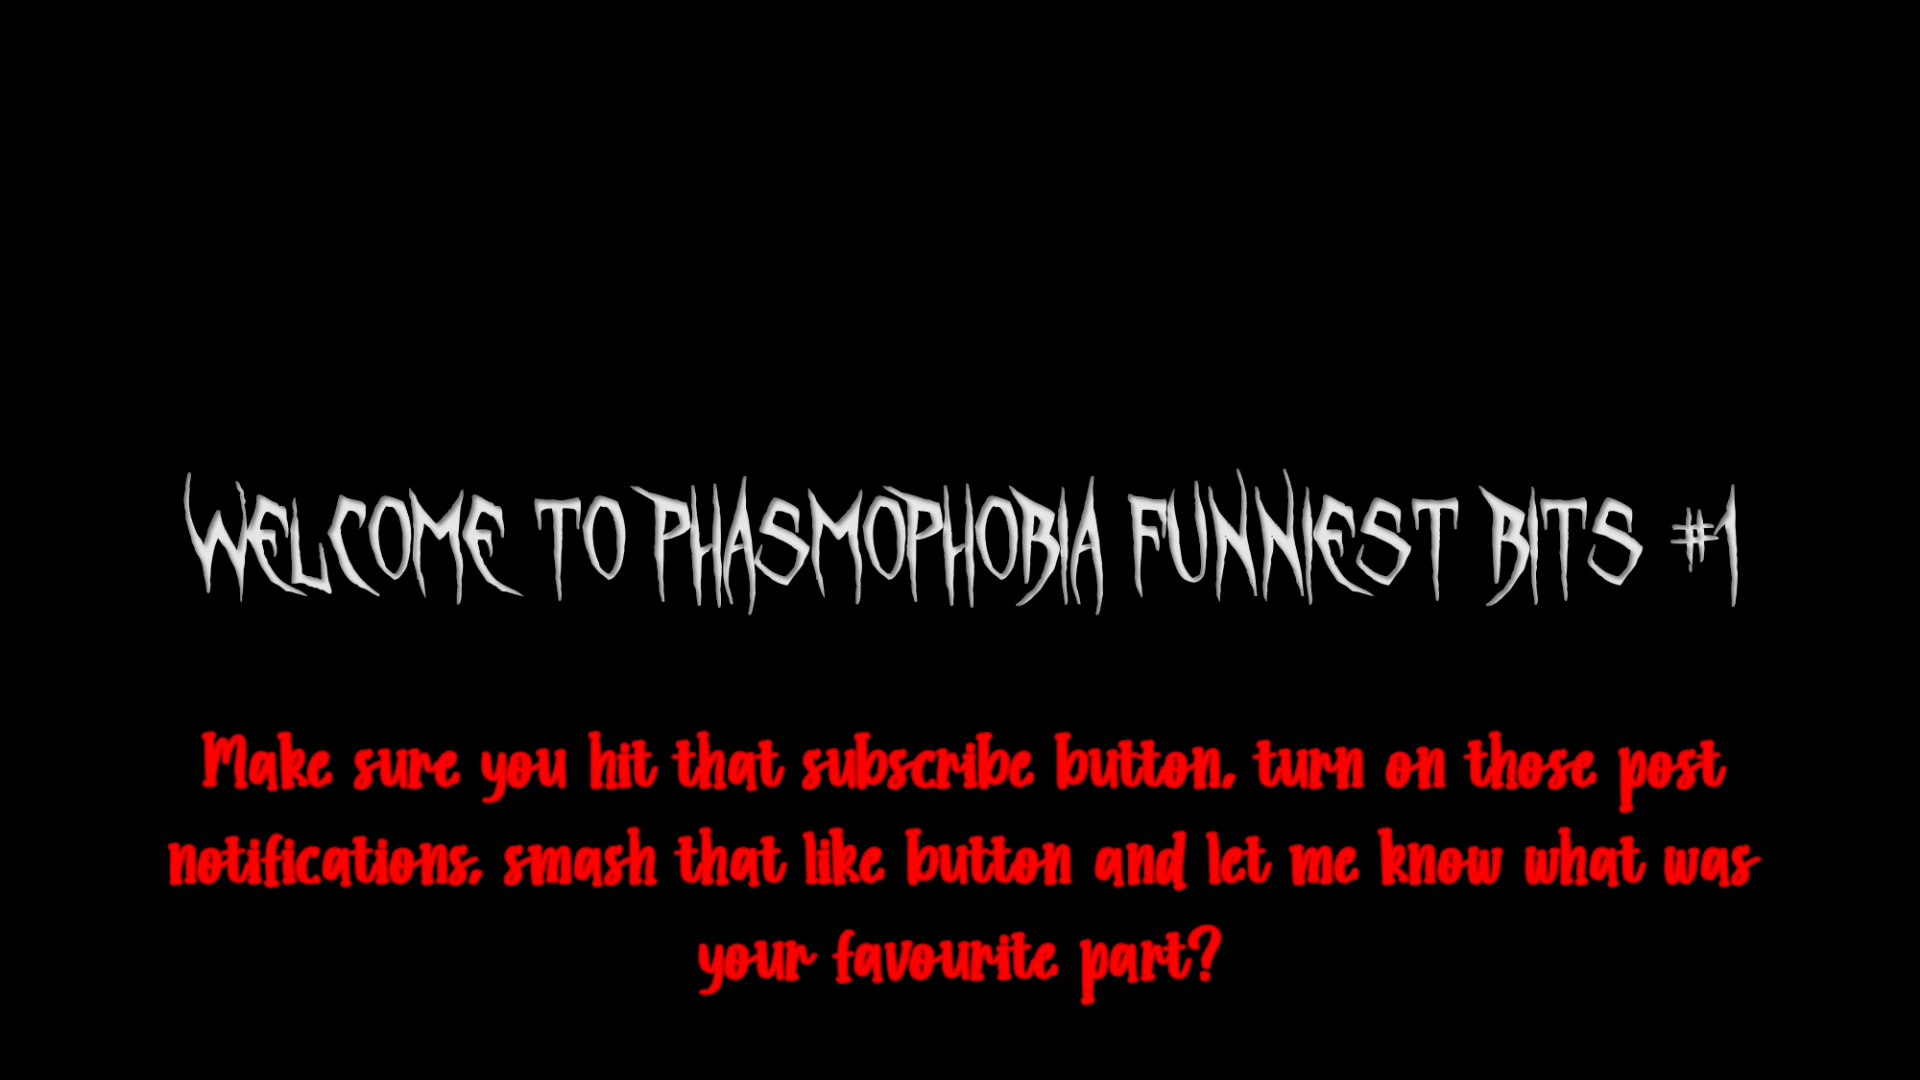 WELCOME TO PHASMOPHOBIA FUNNIEST BITS #1
Make sure you hit that subscribe button, turn on those post
notifications, smash that like button and let me know what was
your favourite part?